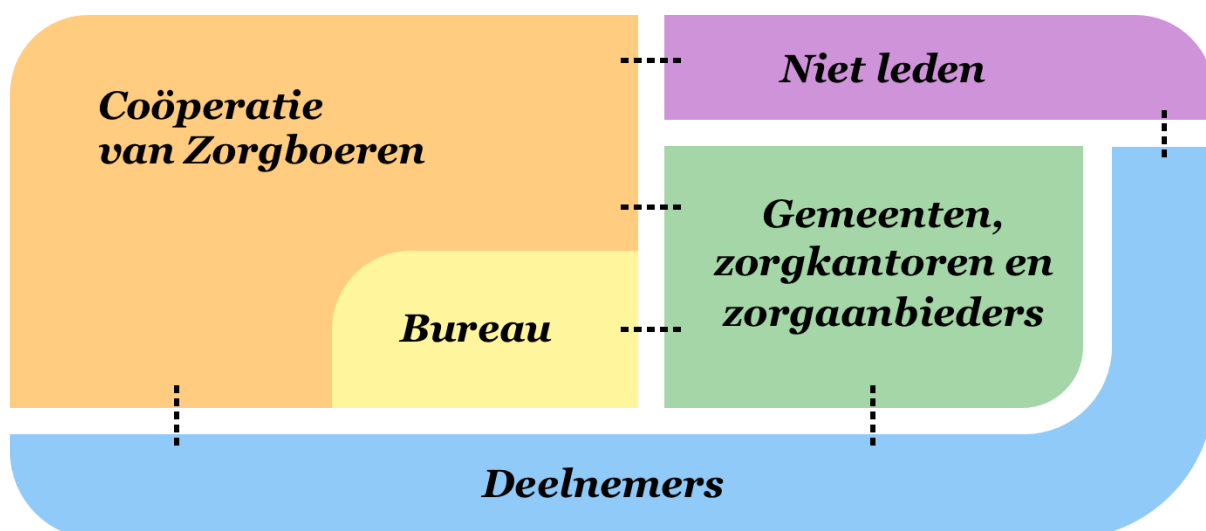 Coöperatie
van Zorgboeren
Niet leden
Gemeenten,
zorgkantoren en
zorgaanbieders
Bureau
Deelnemers